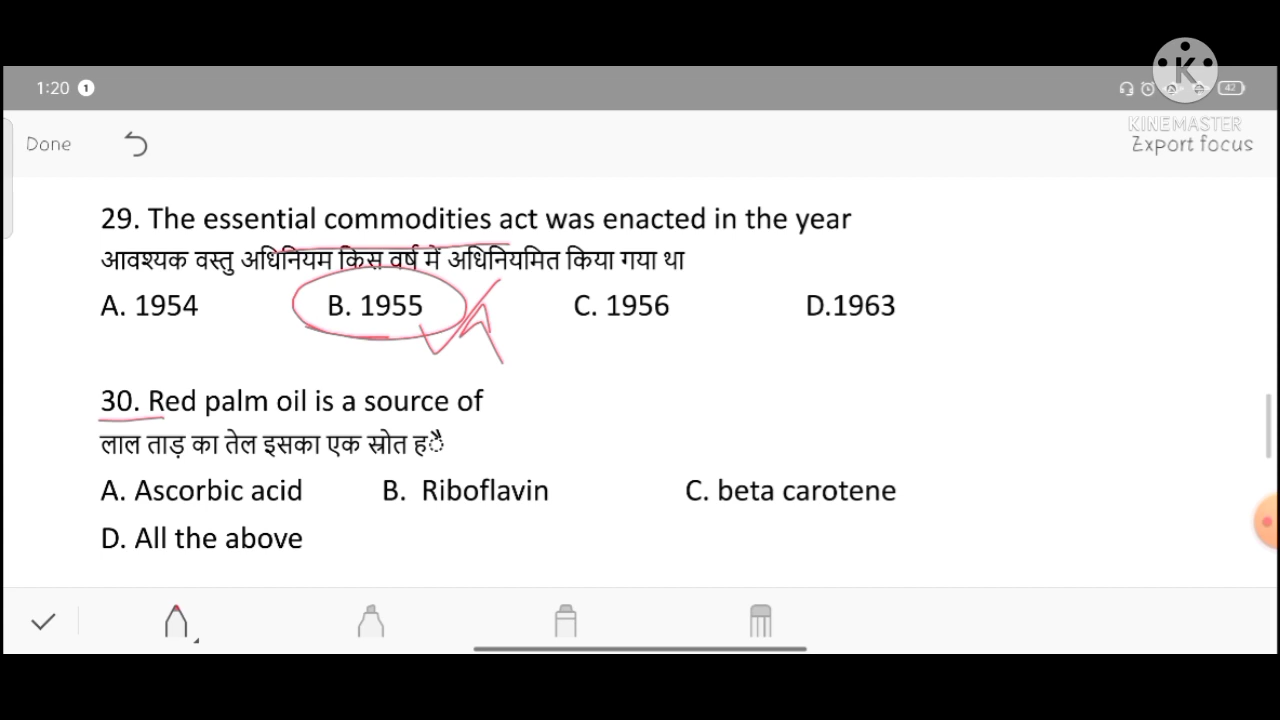 1:20 1
42
K
KINEMASTER
Done
Export focus
29. The essential commodities act was enacted in the year
आवश्यक वस्तु अधिनियम किस वर्ष में अधिनियमित किया गया था
A. 1954 B. 1955 C. 1956 D.1963
30. Red palm oil is a source of
लाल ताड़ का तेल इसका एक स्रोत हैै
A. Ascorbic acid B. Riboflavin C. beta carotene
D. All the above